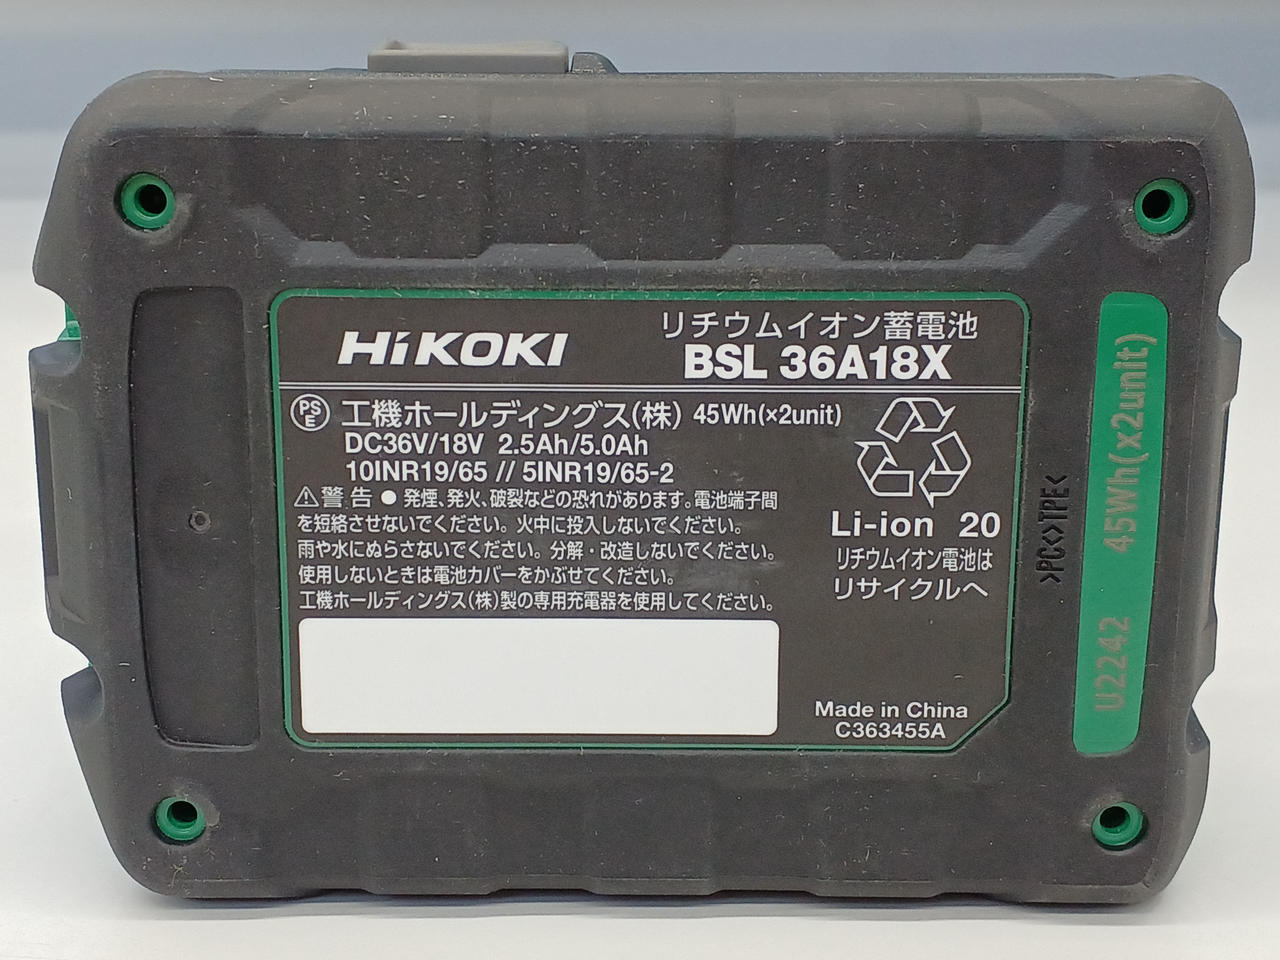 HiKOKI
リチウムイオン蓄電池
BSL 36A18X
PS
E
工機ホールディングス(株) 45Wh(×2unit)
DC36V/18V 2.5Ah/5.0Ah
10INR19/65 // 5INR19/65-2
⚠警告 ● 発煙、発火、破裂などの恐れがあります。電池端子間
を短絡させないでください。火中に投入しないでください。
雨や水にぬらさないでください。分解・改造しないでください。
使用しないときは電池カバーをかぶせてください。
工機ホールディングス(株)製の専用充電器を使用してください。
Li-ion 20
リチウムイオン電池は
リサイクルへ
Made in China
C363455A
>PC<>TPE<
U2242 45Wh(x2unit)